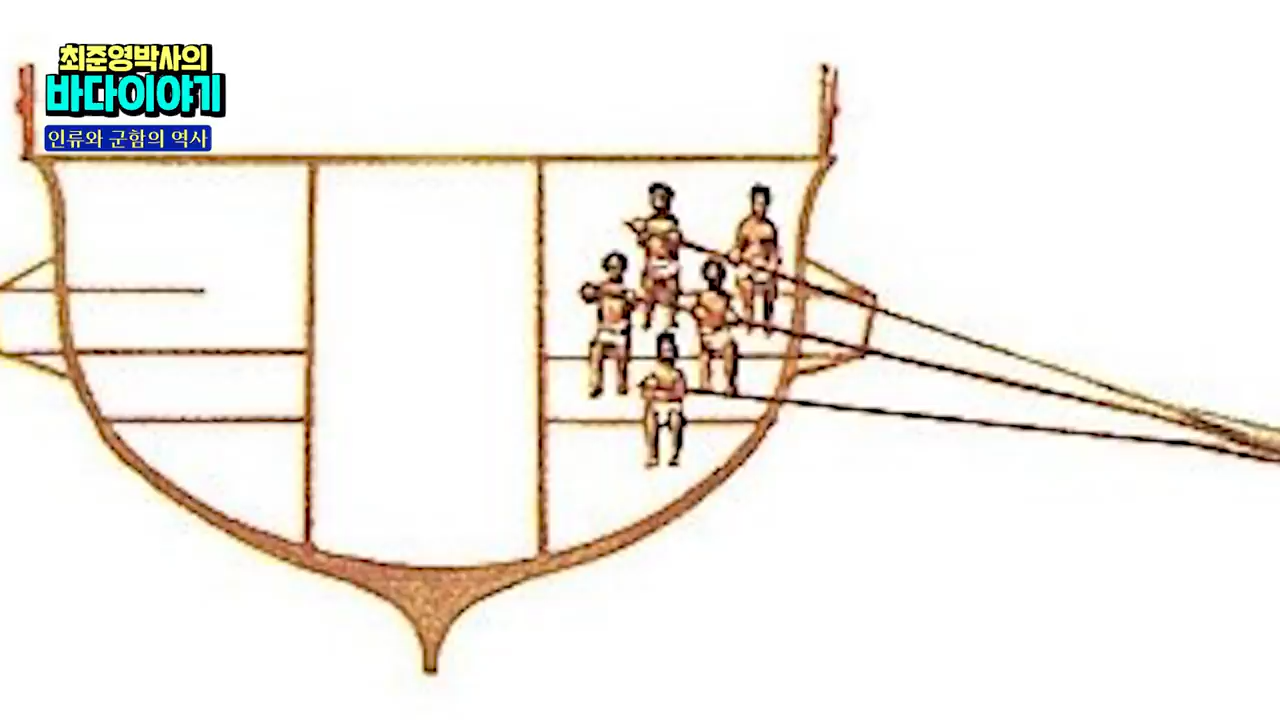 최준영박사의
바다이야기
인류와 군함의 역사